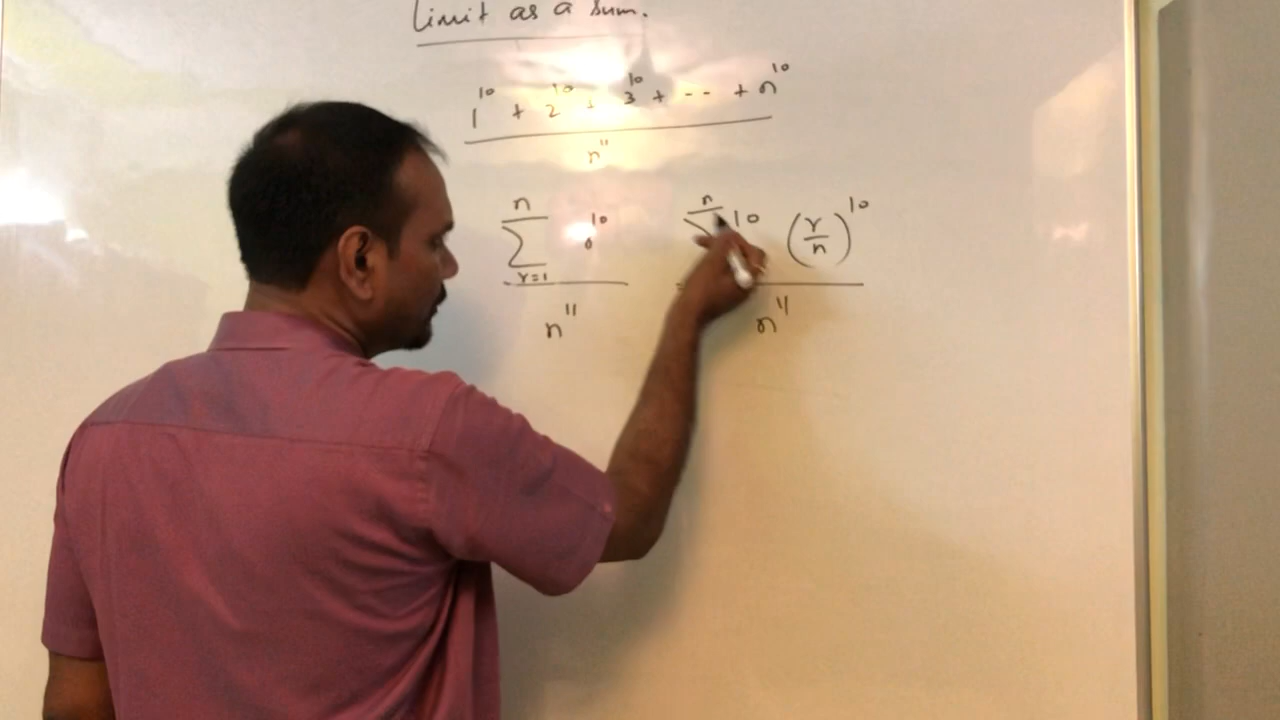 Limit as a sum.
1^10 + 2^10 + 3^10 + -- + n^10
n^11
n n
∑ r^10 ∑ 10 (r/n)^10
r=1
n^11 n^11